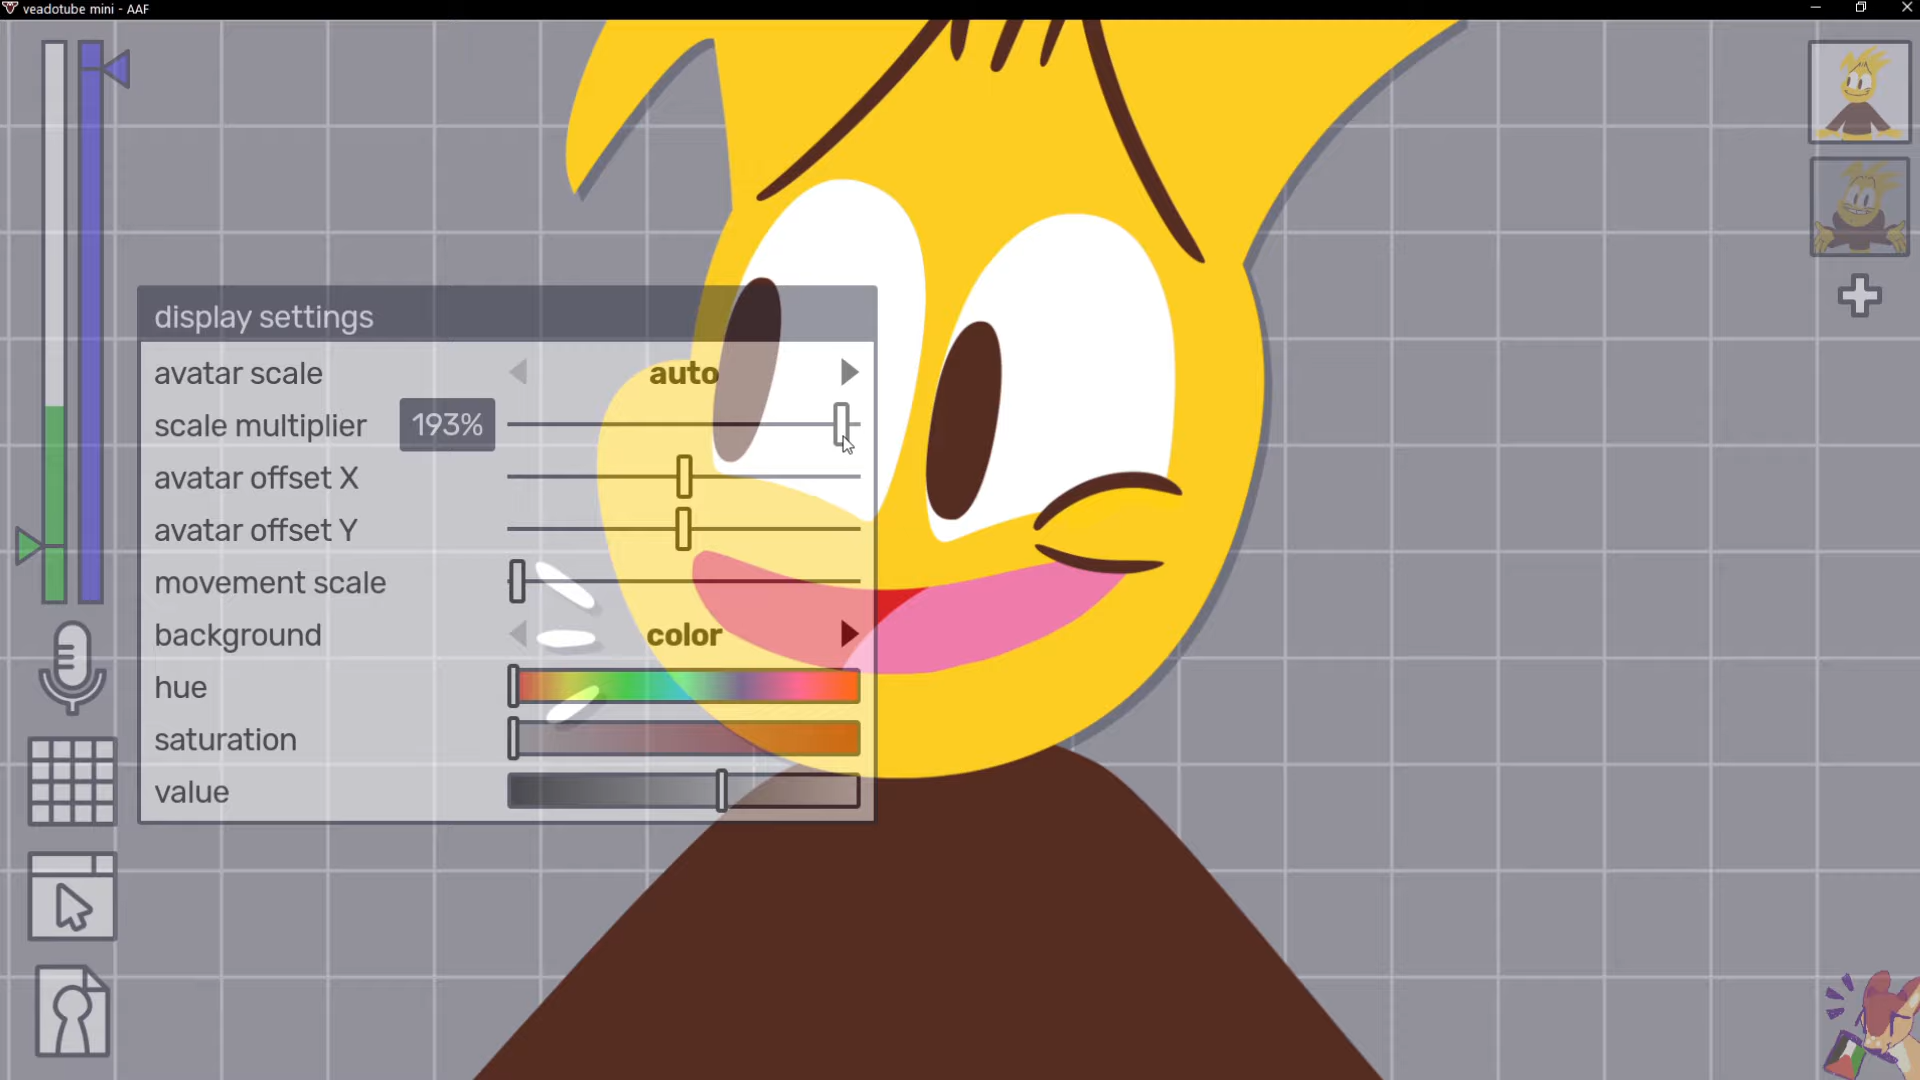 veadotube mini - AAF
display settings
avatar scale auto
scale multiplier 193%
avatar offset X
avatar offset Y
movement scale
background color
hue
saturation
value